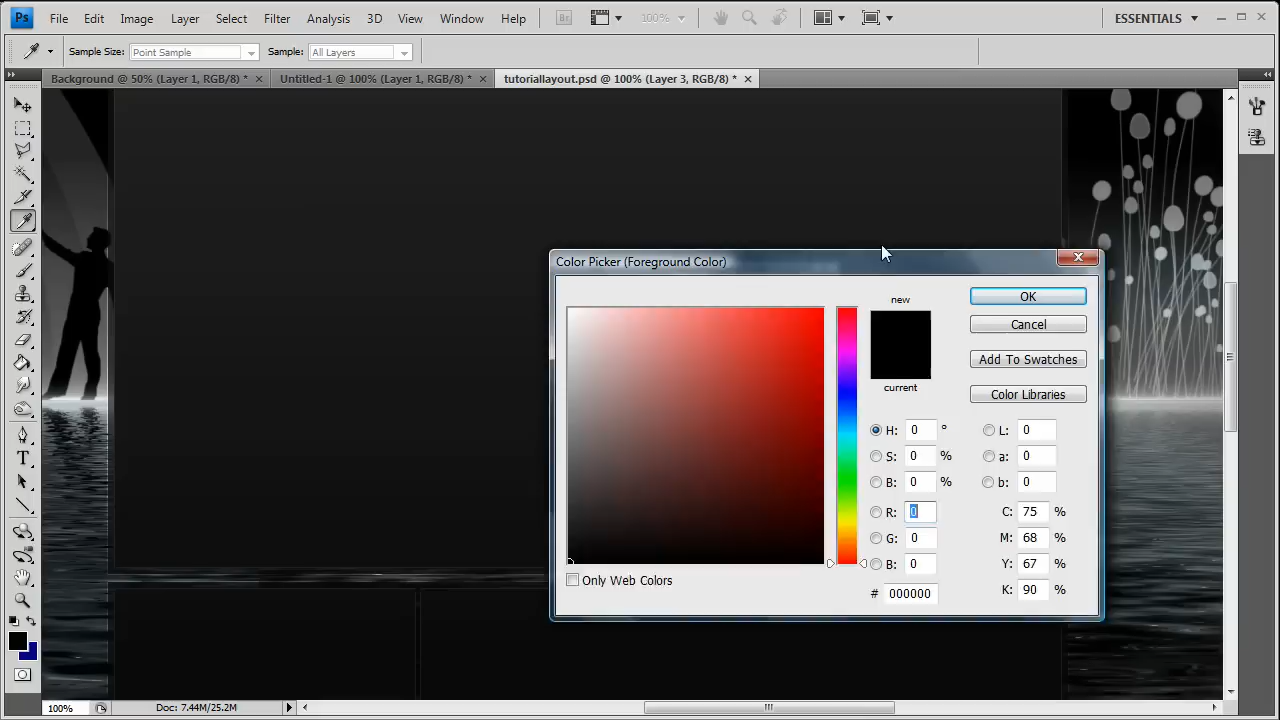 Ps File Edit Image Layer Select Filter Analysis 3D View Window Help Br 100% ESSENTIALS
Sample Size: Point Sample Sample: All Layers
Background @ 50% (Layer 1, RGB/8) * Untitled-1 @ 100% (Layer 1, RGB/8) * tutoriallayout.psd @ 100% (Layer 3, RGB/8) *
Color Picker (Foreground Color)
new
OK
Cancel
Add To Swatches
current
Color Libraries
H: 0 ° L: 0
S: 0 % a: 0
B: % b: 0
R: 0 C: 75 %
G: 0 M: 68 %
B: 0 Y: 67 %
Only Web Colors
# 000000 K: 90 %
T
100% Doc: 7.44M/25.2M